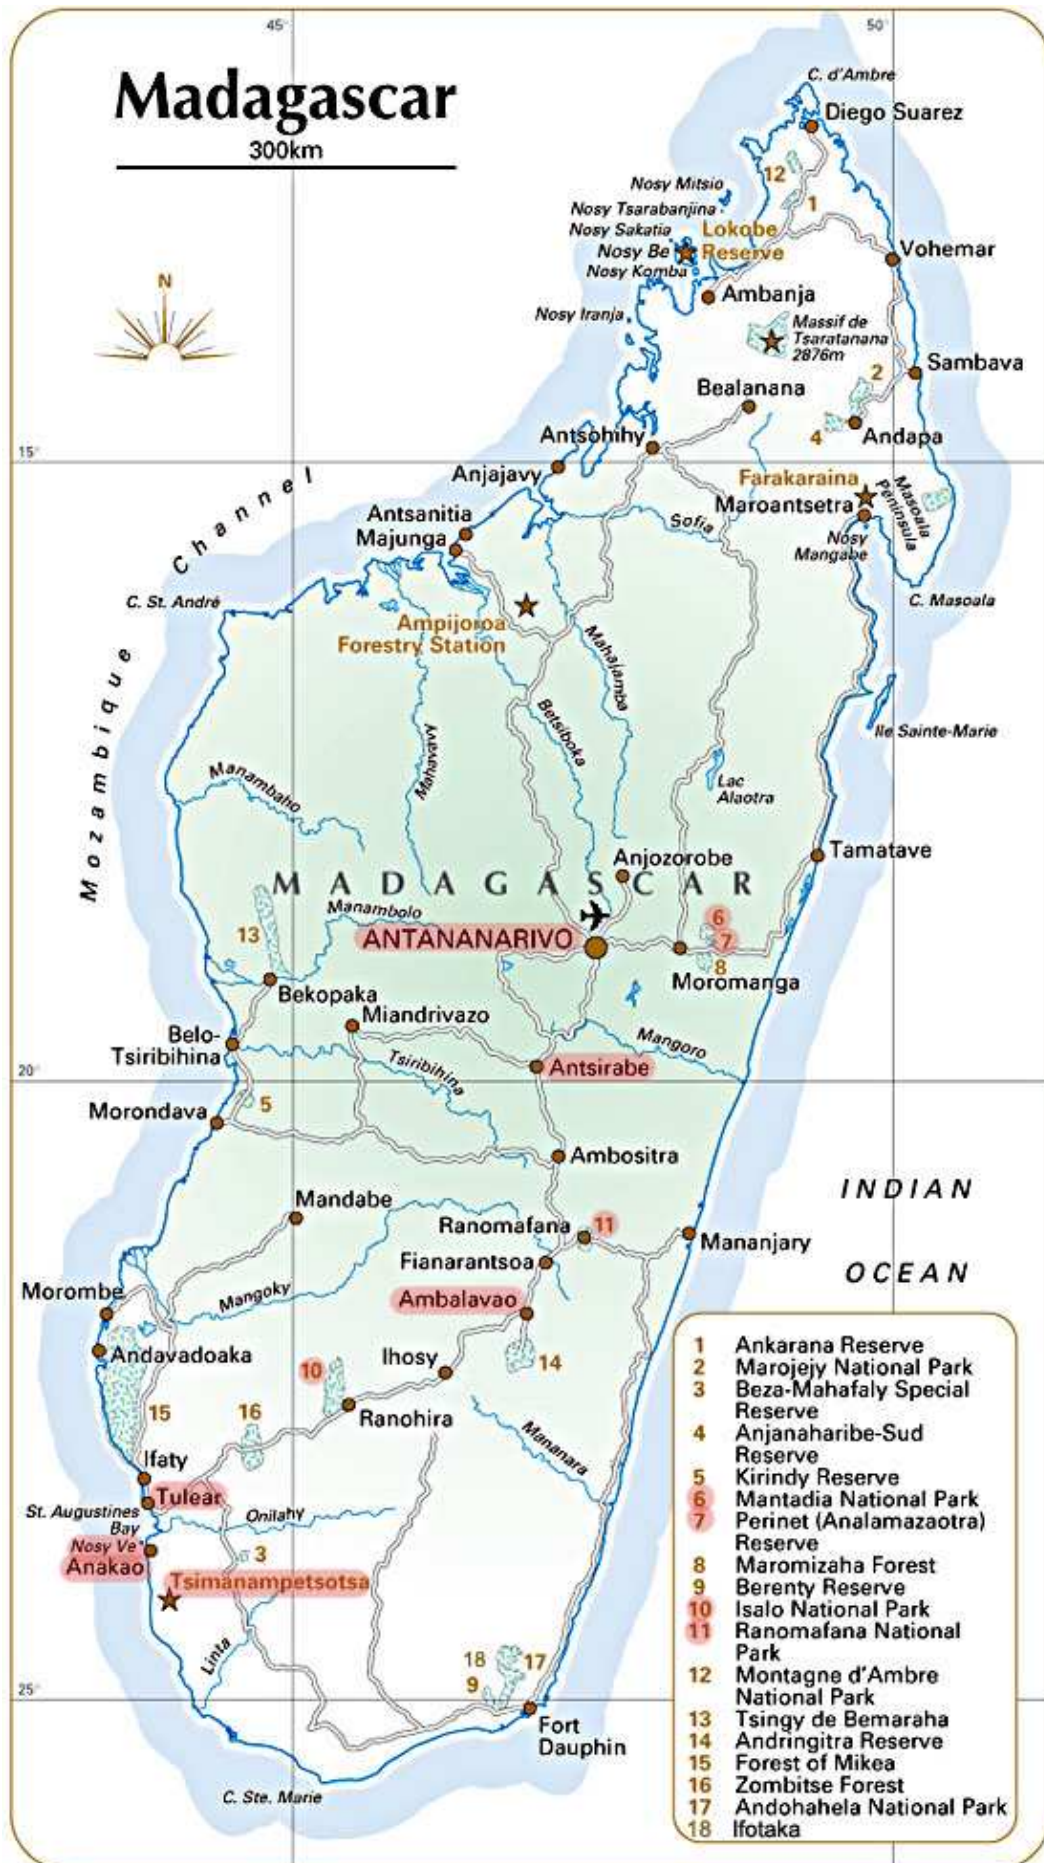 45°
50°
Madagascar
300km
N
C. d'Ambre
Diego Suarez
12
1
Nosy Mitsio
Nosy Tsarabanjina
Nosy Sakatia
Lokobe
Reserve
Nosy Be
Nosy Komba
Vohemar
Ambanja
Nosy Iranja
Massif de
Tsaratanana
2876m
2
Sambava
Bealanana
4
Andapa
Antsohihy
15°
Anjajavy
Farakaraina
Maroantsetra
Masoala
Peninsula
Antsanitia
Majunga
Sofia
Nosy
Mangabe
C. Masoala
Mozambique Channel
C. St. André
Ampijoroa
Forestry Station
Mahajamba
Mahavavy
Betsiboka
Ile Sainte-Marie
Manambaho
Lac
Alaotra
Tamatave
Anjozorobe
MADAGASCAR
Manambolo
13
ANTANANARIVO
6
7
8
Moromanga
Bekopaka
Miandrivazo
Belo-
Tsiribihina
Tsiribihina
Mangoro
Antsirabe
20°
5
Morondava
Ambositra
Mandabe
INDIAN
OCEAN
Ranomafana
11
Mananjary
Fianarantsoa
Mangoky
Morombe
Ambalavao
Andavadoaka
Ihosy
14
10
15
16
Ranohira
Mananara
Ifaty
Tulear
St. Augustines
Bay
Onilahy
Nosy Ve
Anakao
3
Tsimanampetsotsa
Linta
18
17
9
25°
Fort
Dauphin
C. Ste. Marie
1 Ankarana Reserve
2 Marojejy National Park
3 Beza-Mahafaly Special
Reserve
4 Anjanaharibe-Sud
Reserve
5 Kirindy Reserve
6 Mantadia National Park
7 Perinet (Analamazaotra)
Reserve
8 Maromizaha Forest
9 Berenty Reserve
10 Isalo National Park
11 Ranomafana National
Park
12 Montagne d'Ambre
National Park
13 Tsingy de Bemaraha
14 Andringitra Reserve
15 Forest of Mikea
16 Zombitse Forest
17 Andohahela National Park
18 Ifotaka